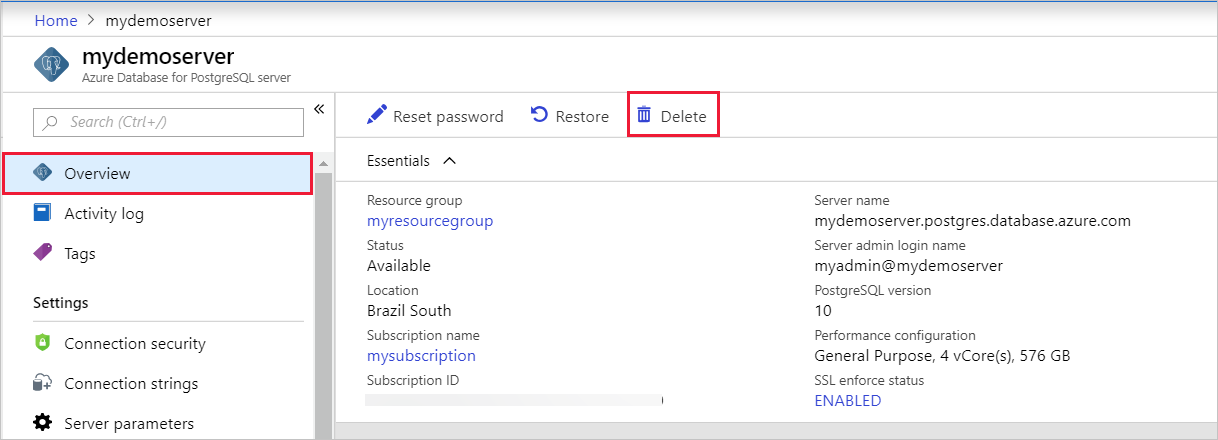 Home > mydemoserver
mydemoserver
Azure Database for PostgreSQL server
Search (Ctrl+/)
«
Overview
Activity log
Tags
Settings
Connection security
Connection strings
Server parameters
Reset password
Restore
Delete
Essentials
Resource group
myresourcegroup
Status
Available
Location
Brazil South
Subscription name
mysubscription
Subscription ID
Server name
mydemoserver.postgres.database.azure.com
Server admin login name
myadmin@mydemoserver
PostgreSQL version
10
Performance configuration
General Purpose, 4 vCore(s), 576 GB
SSL enforce status
ENABLED